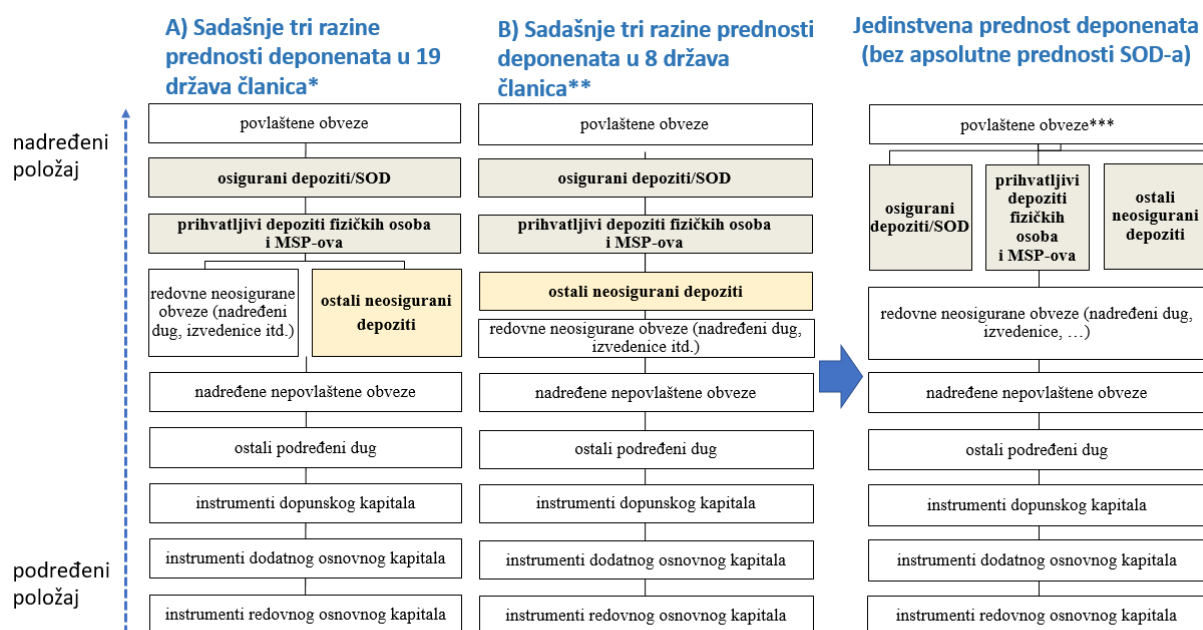 A) Sadašnje tri razine
prednosti deponenata u 19
država članica*
B) Sadašnje tri razine prednosti
deponenata u 8 država
članica**
Jedinstvena prednost deponenata
(bez apsolutne prednosti SOD-a)
nadređeni
položaj
podređeni
položaj
povlaštene obveze
osigurani depoziti/SOD
prihvatljivi depoziti fizičkih osoba
i MSP-ova
redovne neosigurane
obveze (nadređeni
dug, izvedenice itd.)
ostali neosigurani
depoziti
nadređene nepovlaštene obveze
ostali podređeni dug
instrumenti dopunskog kapitala
instrumenti dodatnog osnovnog kapitala
instrumenti redovnog osnovnog kapitala
povlaštene obveze
osigurani depoziti/SOD
prihvatljivi depoziti fizičkih osoba
i MSP-ova
ostali neosigurani depoziti
redovne neosigurane obveze (nadređeni dug,
izvedenice itd.)
nadređene nepovlaštene obveze
ostali podređeni dug
instrumenti dopunskog kapitala
instrumenti dodatnog osnovnog kapitala
instrumenti redovnog osnovnog kapitala
povlaštene obveze***
osigurani
depoziti/SOD
prihvatljivi
depoziti
fizičkih
osoba
i MSP-ova
ostali
neosigurani
depoziti
redovne neosigurane obveze (nadređeni dug,
izvedenice, …)
nadređene nepovlaštene obveze
ostali podređeni dug
instrumenti dopunskog kapitala
instrumenti dodatnog osnovnog kapitala
instrumenti redovnog osnovnog kapitala